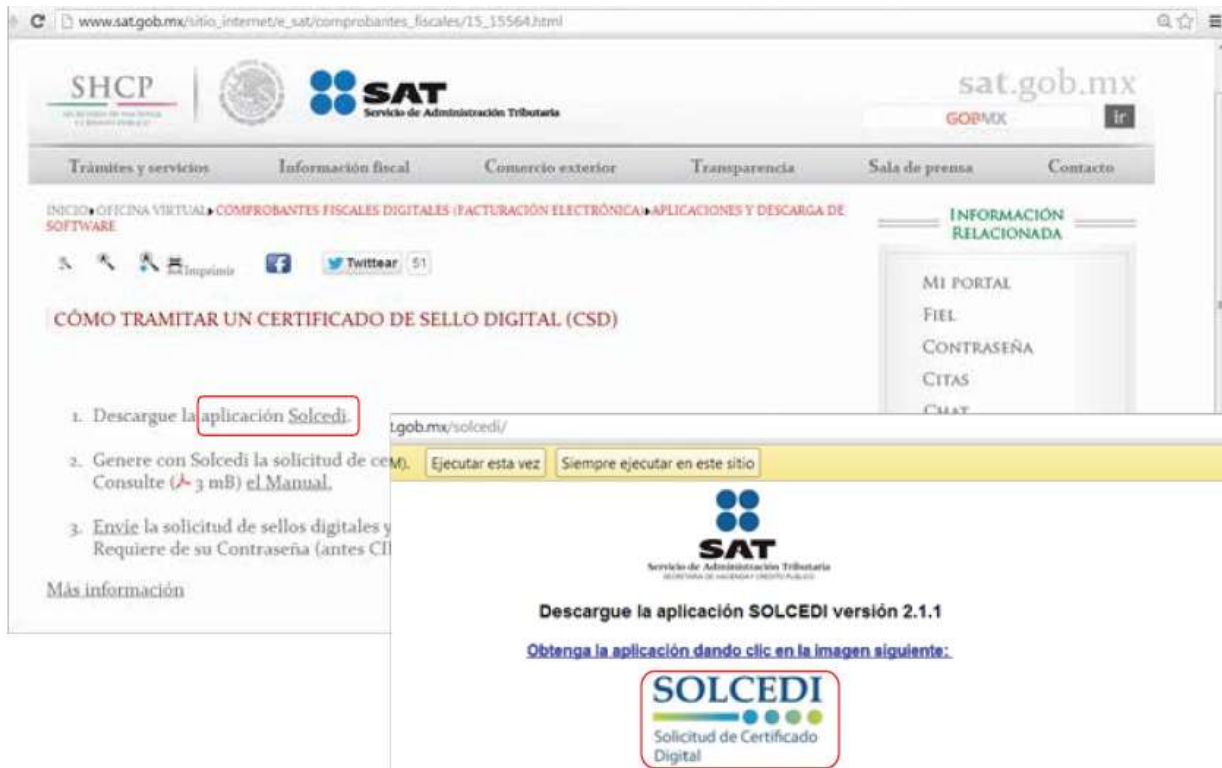 www.sat.gob.mx/sitio_internet/e_sat/comprobantes_fiscales/15_15564.html
SHCP
SAT
Servicio de Administración Tributaria
sat.gob.mx
GOBMX
ir
Trámites y servicios
Información fiscal
Comercio exterior
Transparencia
Sala de prensa
Contacto
INICIO OFICINA VIRTUAL COMPROBANTES FISCALES DIGITALES (FACTURACIÓN ELECTRÓNICA) APLICACIONES Y DESCARGA DE
SOFTWARE
Imprimir
Twittear 51
INFORMACIÓN
RELACIONADA
MI PORTAL
FIEL
CONTRASEÑA
CITAS
CHAT
CÓMO TRAMITAR UN CERTIFICADO DE SELLO DIGITAL (CSD)
1. Descargue la aplicación Solcedi.
2. Genere con Solcedi la solicitud de ce
Consulte ( 3 mB) el Manual.
3. Envíe la solicitud de sellos digitales y
Requiere de su Contraseña (antes CI
Más información
t.gob.mx/solcedi/
M). Ejecutar esta vez Siempre ejecutar en este sitio
SAT
Servicio de Administración Tributaria
SECRETARIA DE HACIENDA Y CREDITO PUBLICO
Descargue la aplicación SOLCEDI versión 2.1.1
Obtenga la aplicación dando clic en la imagen siguiente:
SOLCEDI
Solicitud de Certificado
Digital